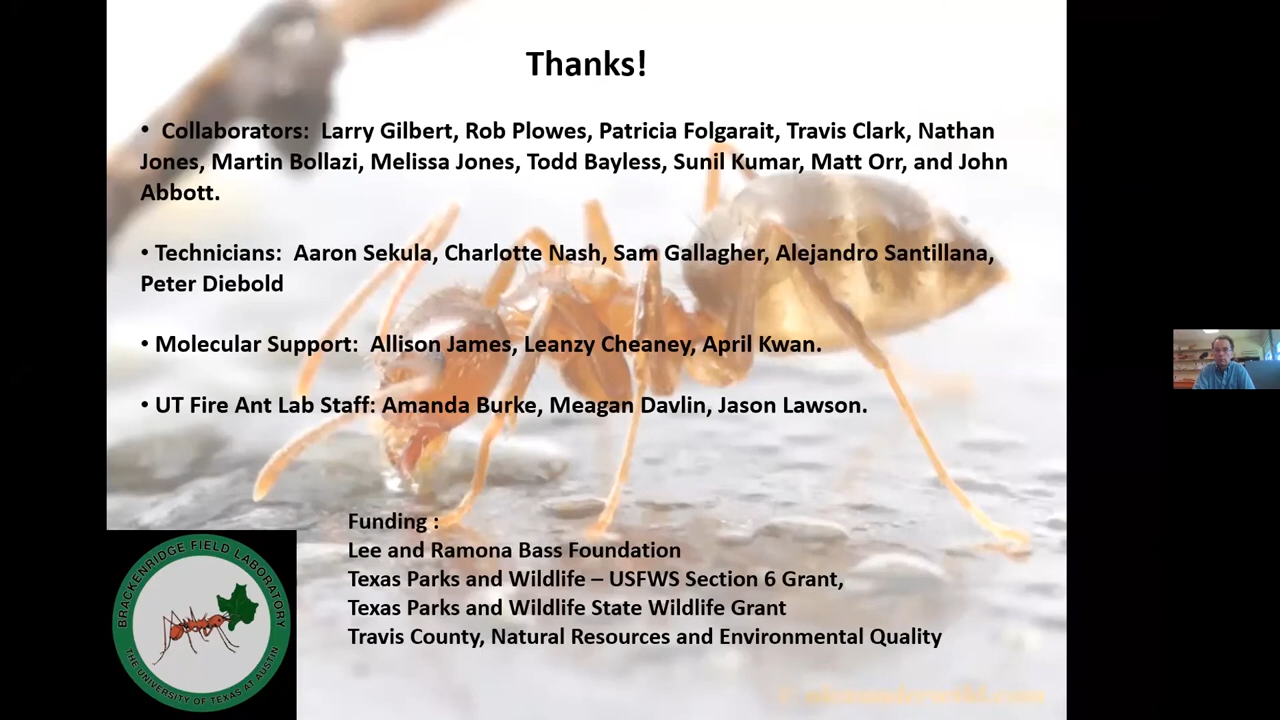 Thanks!
• Collaborators: Larry Gilbert, Rob Plowes, Patricia Folgarait, Travis Clark, Nathan
Jones, Martin Bollazi, Melissa Jones, Todd Bayless, Sunil Kumar, Matt Orr, and John
Abbott.
• Technicians: Aaron Sekula, Charlotte Nash, Sam Gallagher, Alejandro Santillana,
Peter Diebold
• Molecular Support: Allison James, Leanzy Cheaney, April Kwan.
• UT Fire Ant Lab Staff: Amanda Burke, Meagan Davlin, Jason Lawson.
Funding :
Lee and Ramona Bass Foundation
Texas Parks and Wildlife – USFWS Section 6 Grant,
Texas Parks and Wildlife State Wildlife Grant
Travis County, Natural Resources and Environmental Quality
BRACKENRIDGE FIELD LABORATORY
THE UNIVERSITY OF TEXAS AT AUSTIN